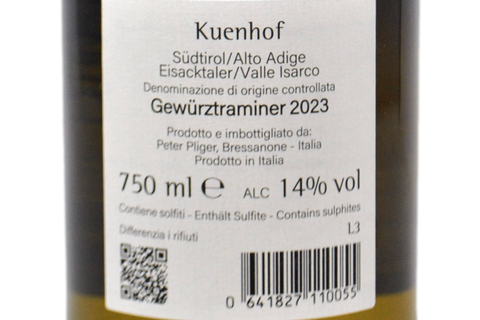 Kuenhof
Südtirol/Alto Adige
Eisacktaler/Valle Isarco
Denominazione di origine controllata
Gewürztraminer 2023
Prodotto e imbottigliato da:
Peter Pliger, Bressanone - Italia
Prodotto in Italia
750 ml ℮ ALC 14% vol
Contiene solfiti - Enthält Sulfite - Contains sulphites
Differenzia i rifiuti
L3
0 641827 110055